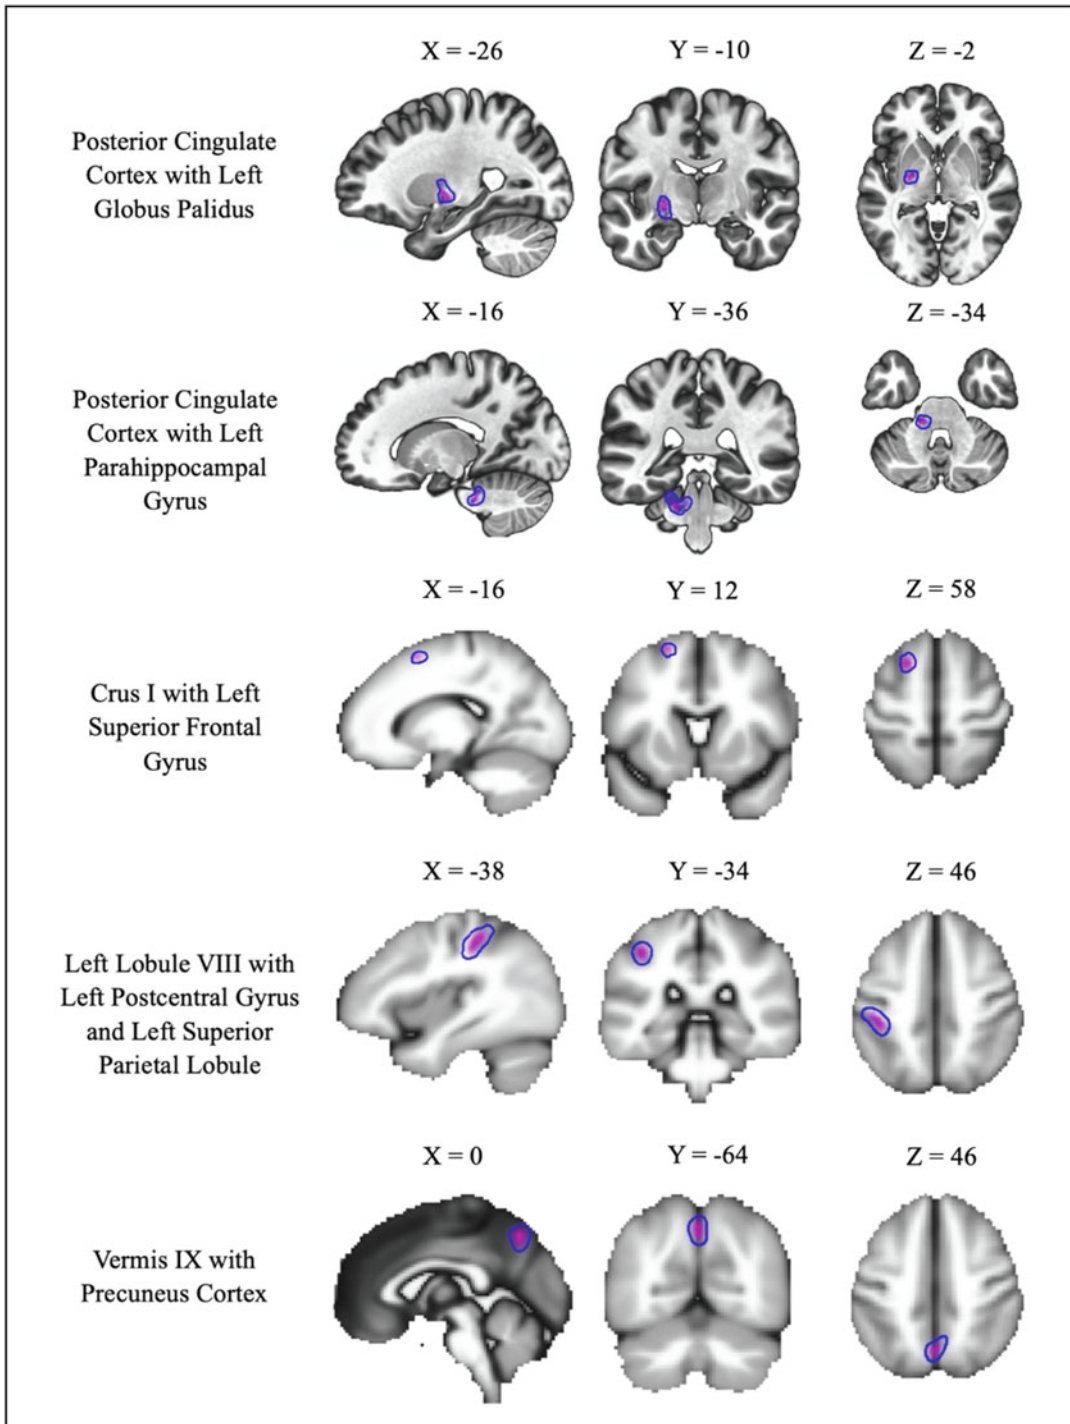 X = -26 Y = -10 Z = -2
Posterior Cingulate
Cortex with Left
Globus Palidus
X = -16 Y = -36 Z = -34
Posterior Cingulate
Cortex with Left
Parahippocampal
Gyrus
X = -16 Y = 12 Z = 58
Crus I with Left
Superior Frontal
Gyrus
X = -38 Y = -34 Z = 46
Left Lobule VIII with
Left Postcentral Gyrus
and Left Superior
Parietal Lobule
X = 0 Y = -64 Z = 46
Vermis IX with
Precuneus Cortex